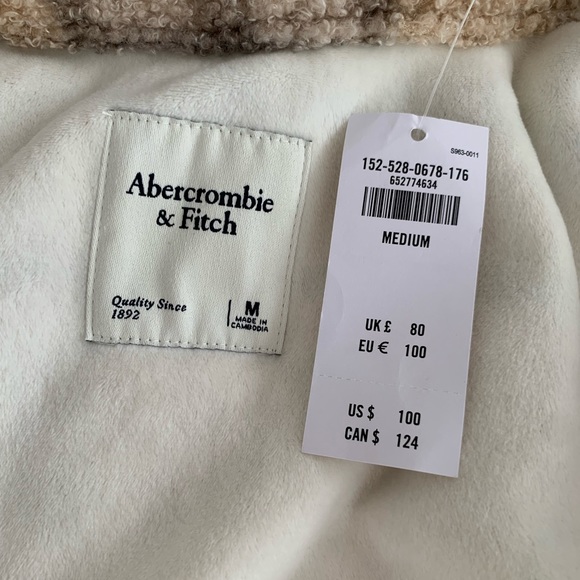 Abercrombie
& Fitch
Quality Since
1892
M
MADE IN
CAMBODIA
S963-0011
152-528-0678-176
652774634
MEDIUM
UK £ 80
EU € 100
US $ 100
CAN $ 124